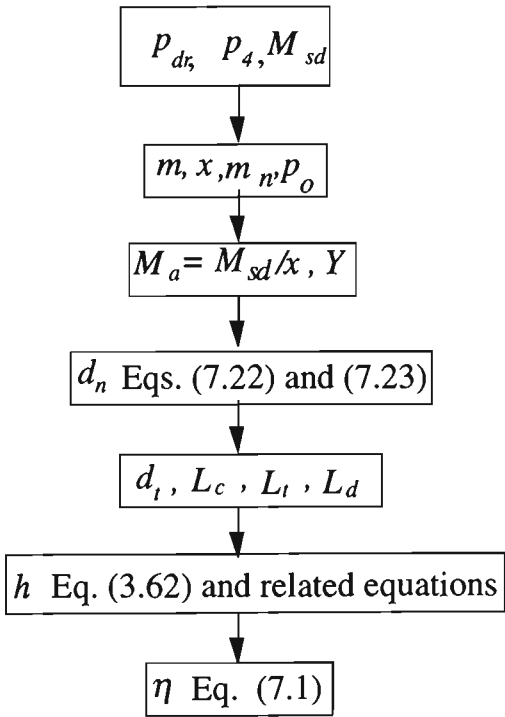 p_dr, p_4, M_sd
m, x, m_n, p_o
M_a = M_sd/x, Y
d_n Eqs. (7.22) and (7.23)
d_t, L_c, L_t, L_d
h Eq. (3.62) and related equations
η Eq. (7.1)